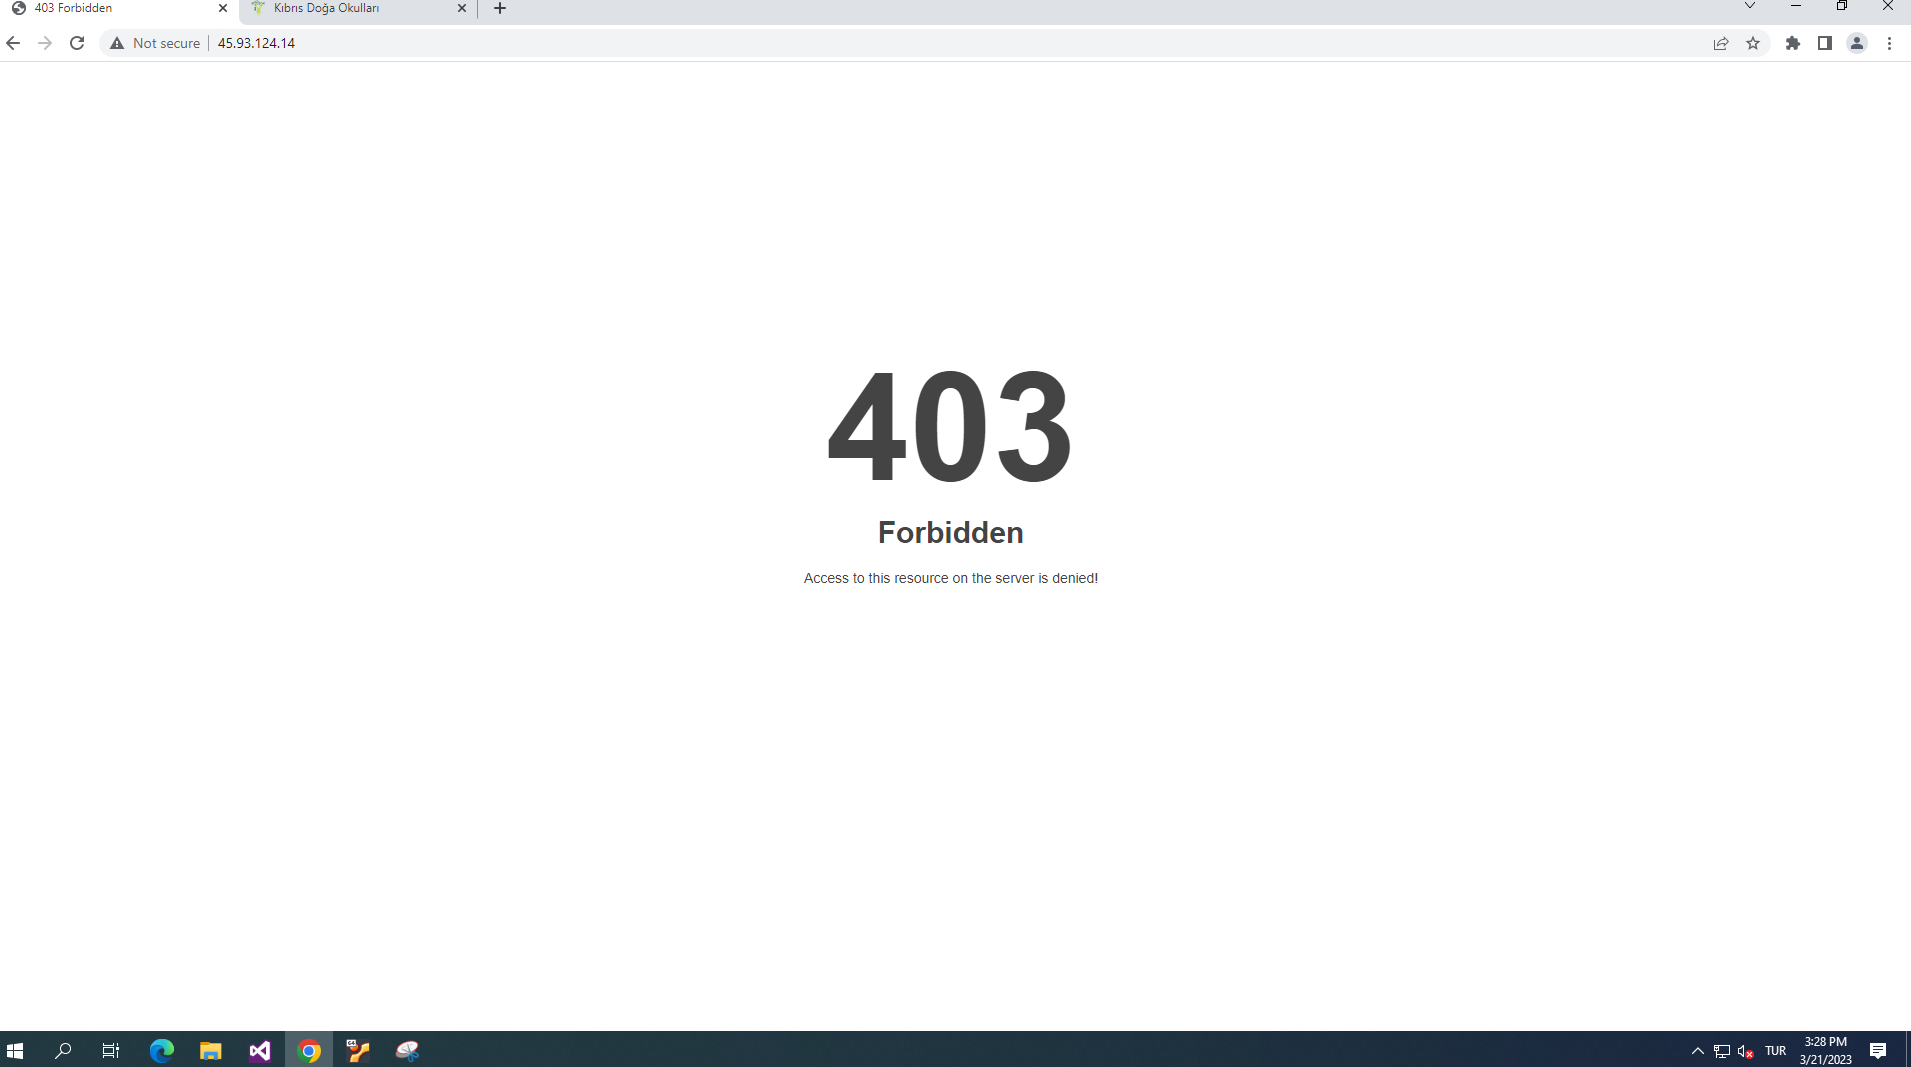 403 Forbidden
Kıbrıs Doğa Okulları
Not secure
45.93.124.14
403
Forbidden
Access to this resource on the server is denied!
64
TUR
3:28 PM
3/21/2023